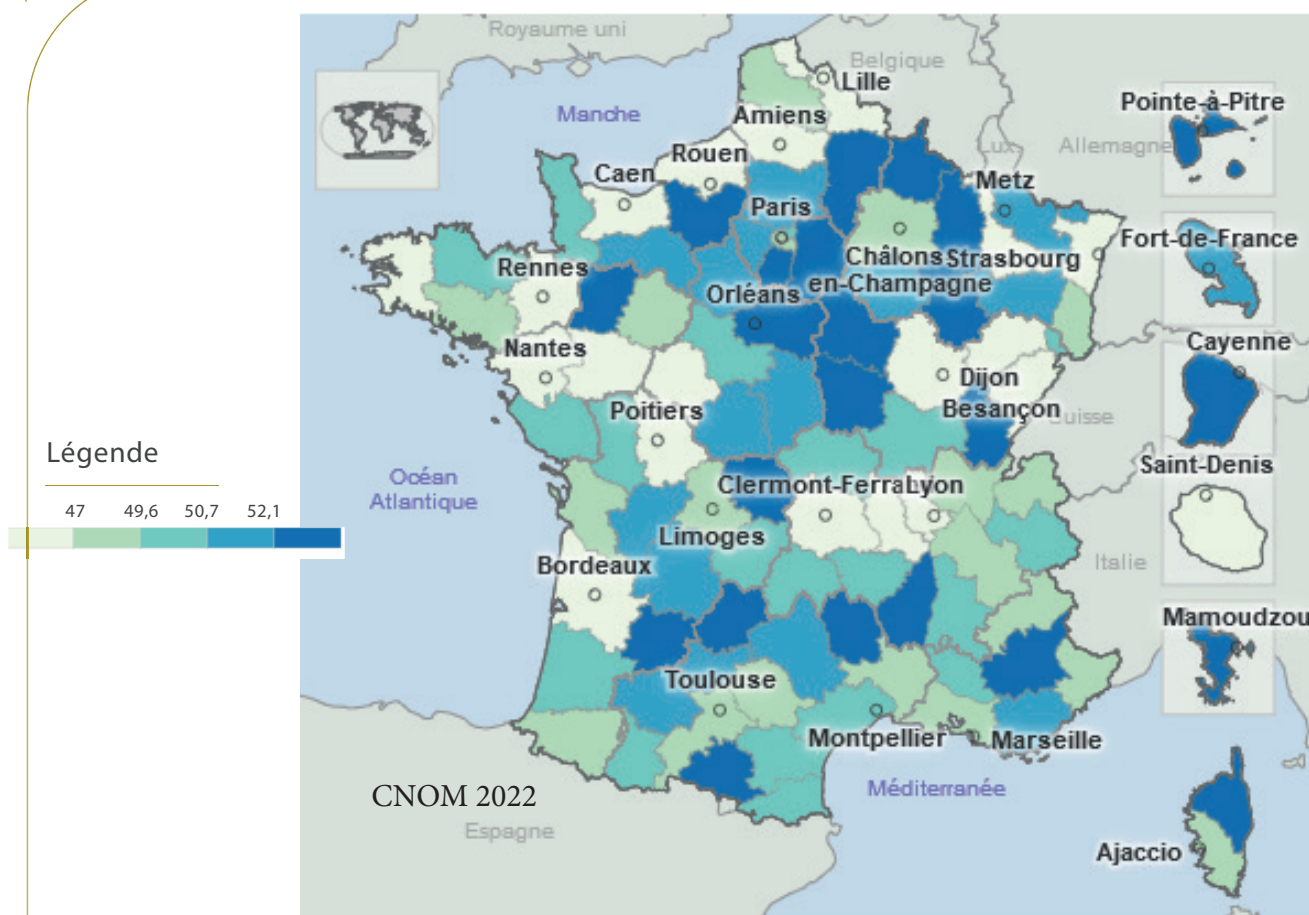 Royaume uni
Belgique
Lille
Pointe-à-Pitre
Manche
Amiens
Lux.
Allemagne
Rouen
Caen
Metz
Paris
Rennes
Châlons
en-Champagne
Strasbourg
Fort-de-France
Orléans
Nantes
Dijon
Cayenne
Poitiers
Besançon
Suisse
Légende
47 49,6 50,7 52,1
Océan
Atlantique
Clermont-Ferra
Lyon
Saint-Denis
Limoges
Bordeaux
Italie
Mamoudzou
Toulouse
Montpellier
Marseille
CNOM 2022
Méditerranée
Espagne
Ajaccio